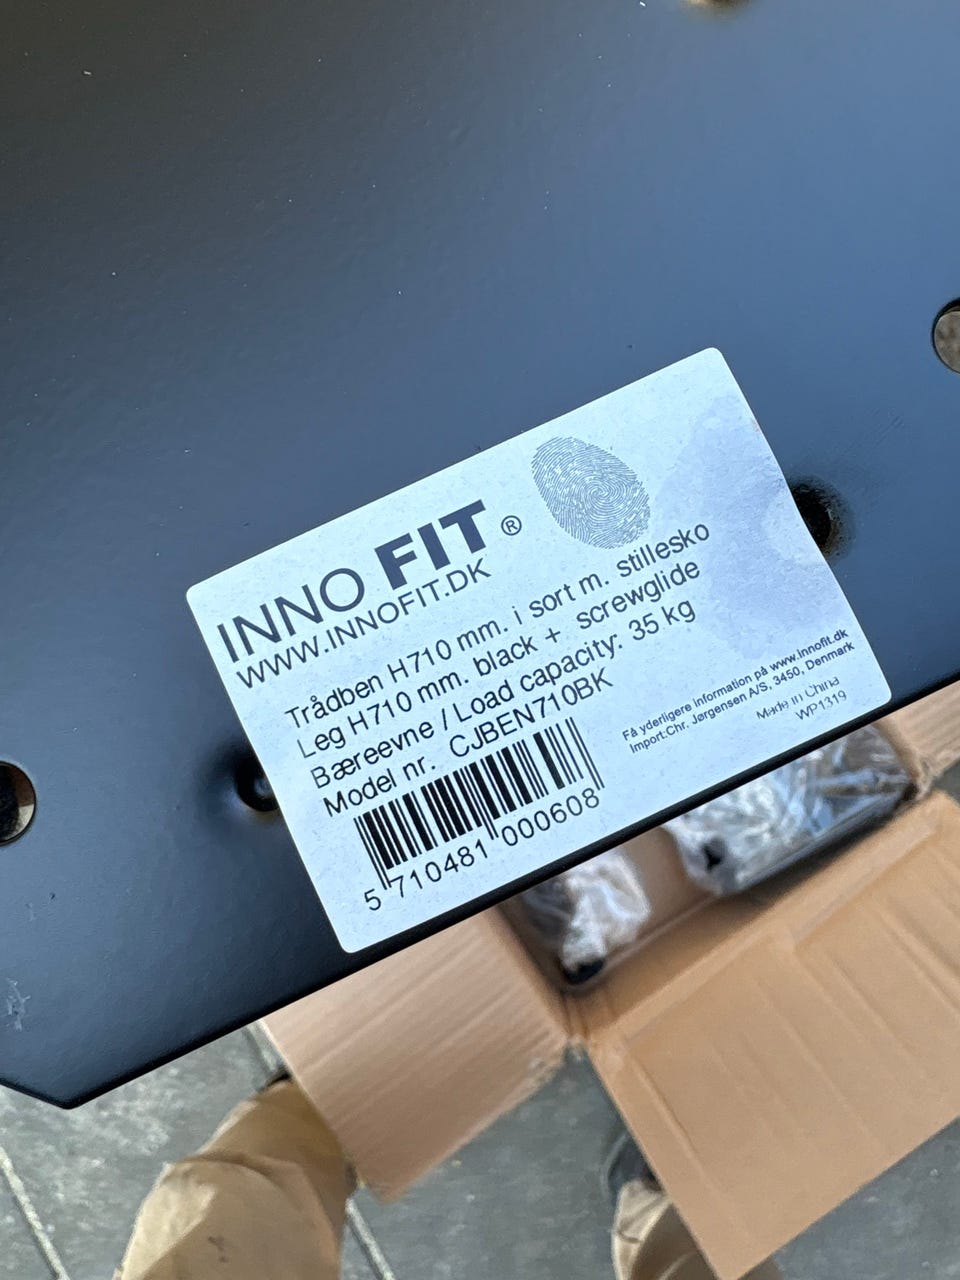 INNO FIT ®
WWW.INNOFIT.DK
Trådben H710 mm. i sort m. stillesko
Leg H710 mm. black + screwglide
Bæreevne / Load capacity: 35 kg
Model nr. CJBEN710BK
5 710481 000608
Få yderligere information på www.innofit.dk
Import:Chr. Jørgensen A/S, 3450, Denmark
Made in China
WP1319